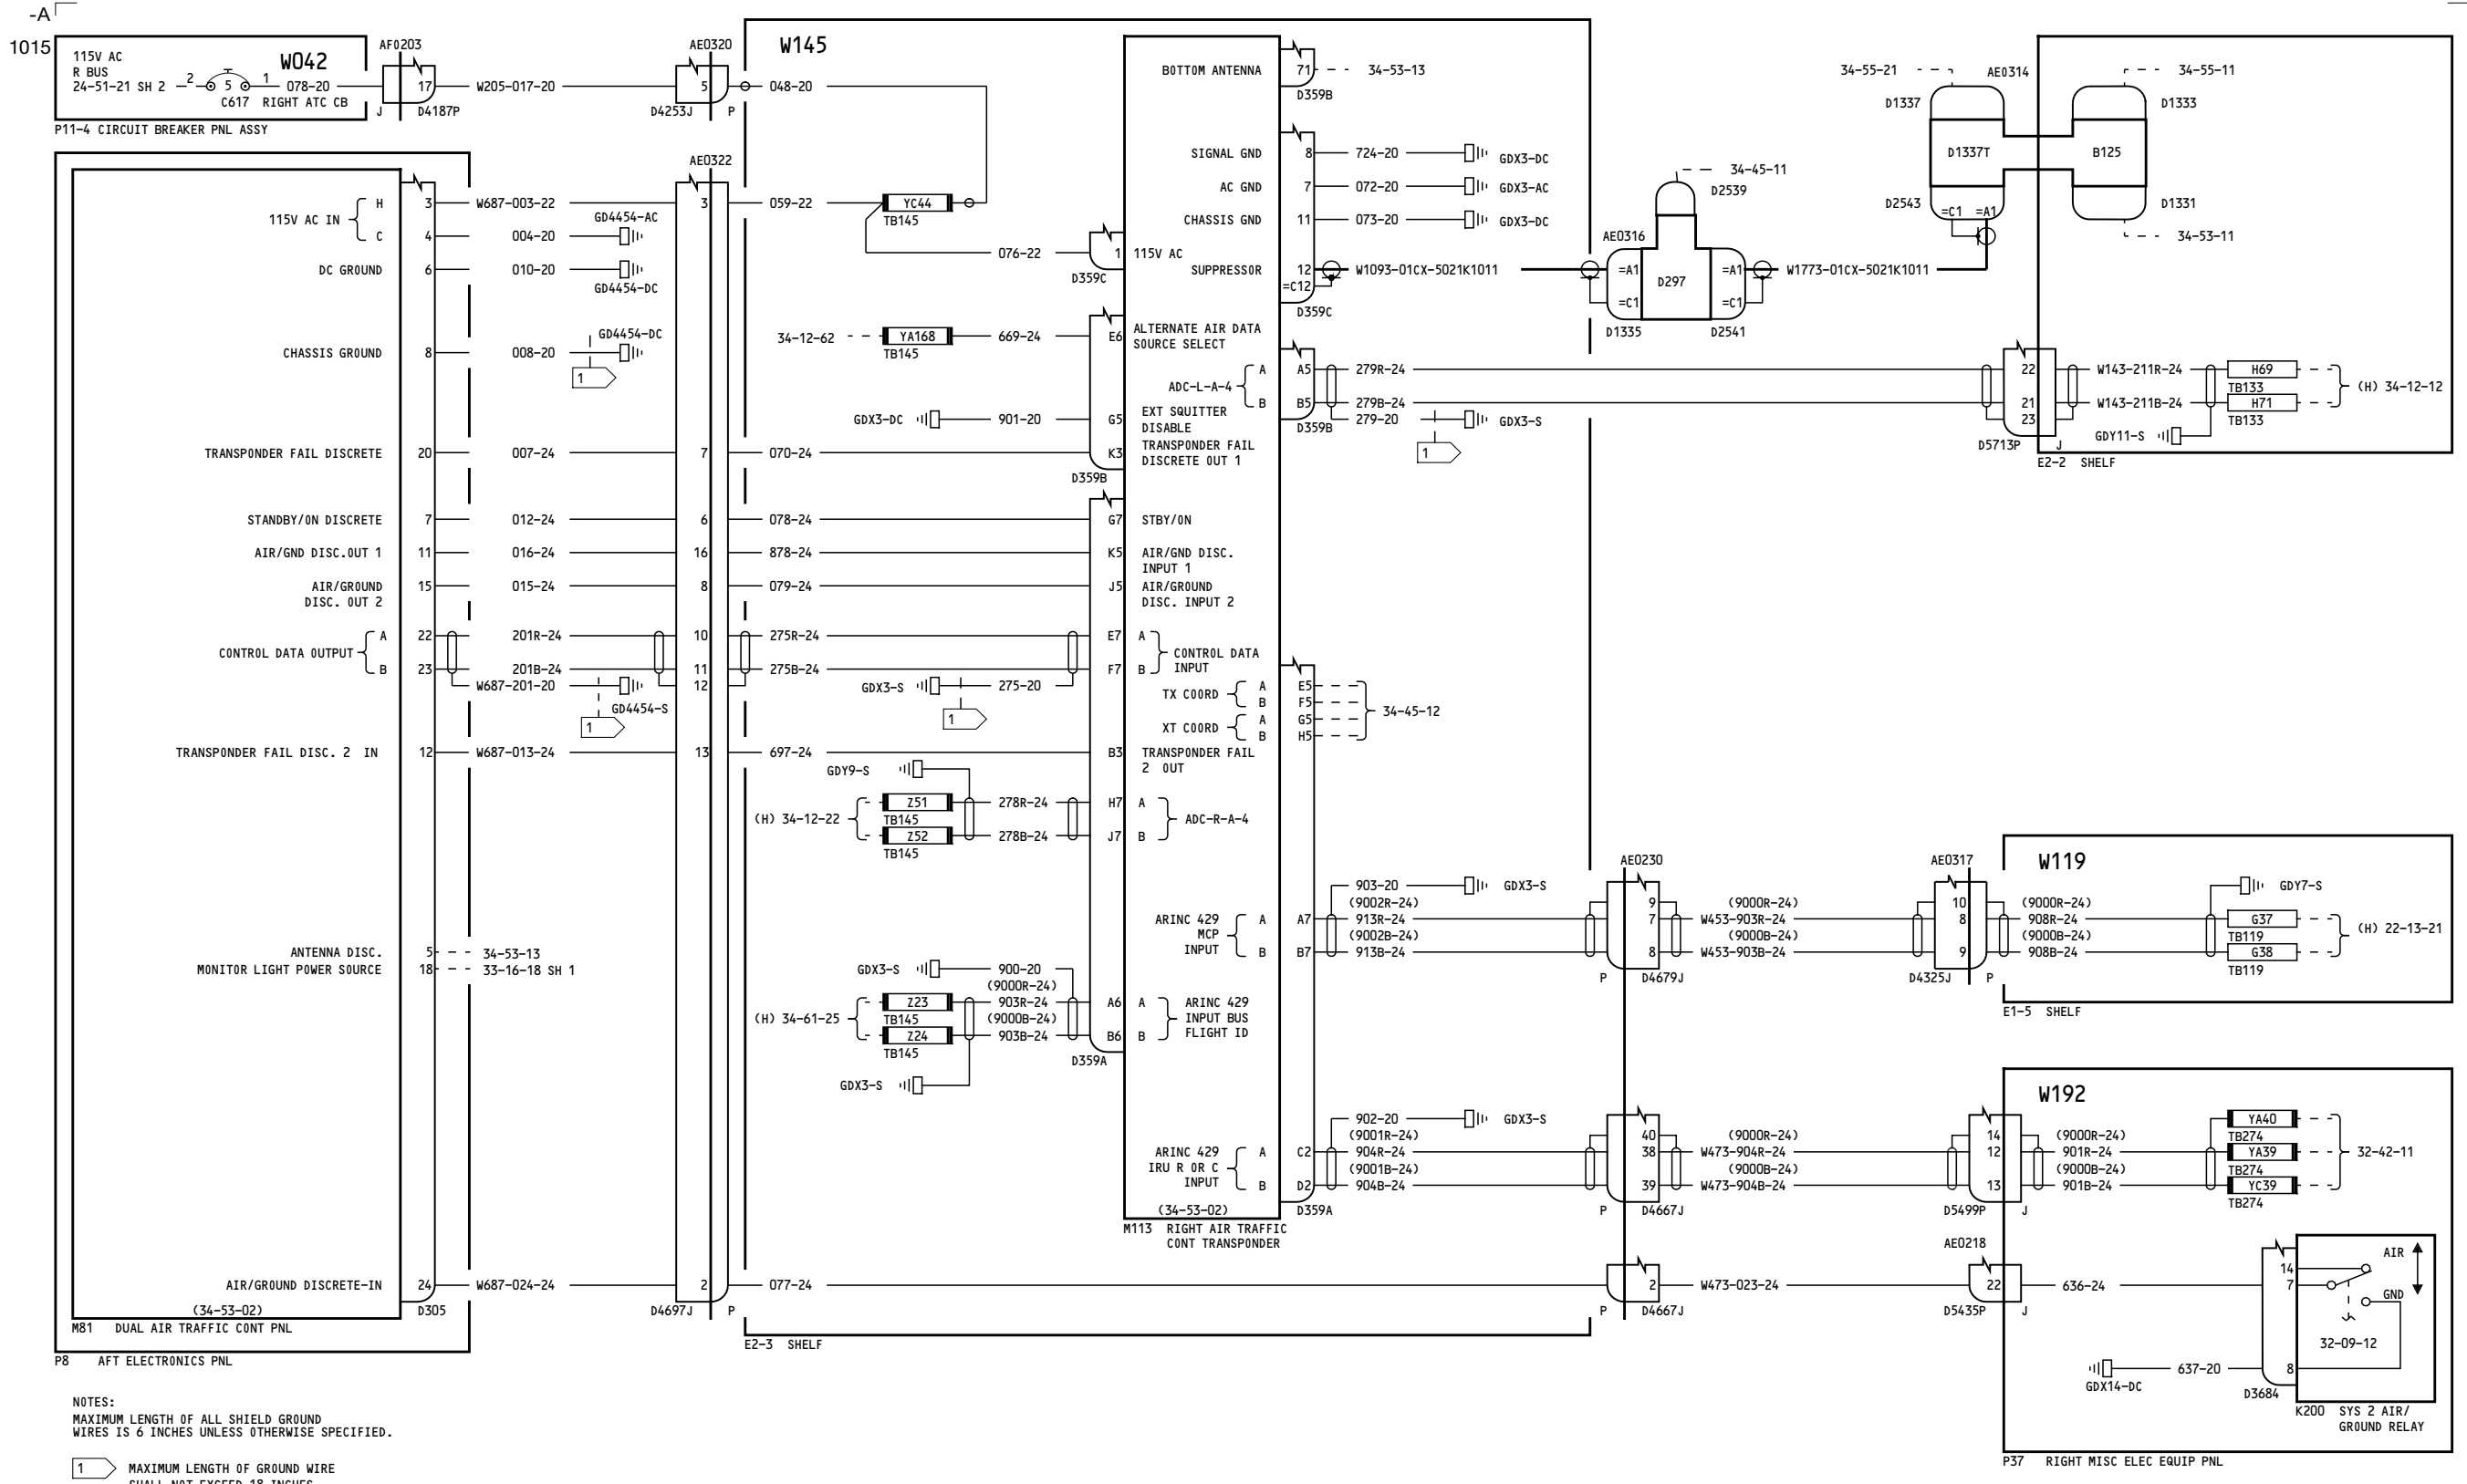 -A
1015
115V AC
R BUS
24-51-21 SH 2
2
5
1
C617
W042
078-20
RIGHT ATC CB
P11-4 CIRCUIT BREAKER PNL ASSY
AF0203
17
J
D4187P
W205-017-20
AE0320
5
D4253J
P
W145
048-20
AE0322
115V AC IN
H
3
W687-003-22
3
059-22
YC44
TB145
C
4
004-20
GD4454-AC
DC GROUND
6
010-20
GD4454-DC
076-22
1
115V AC
D359C
CHASSIS GROUND
8
008-20
GD4454-DC
1
34-12-62
YA168
TB145
669-24
E6
ALTERNATE AIR DATA
SOURCE SELECT
GDX3-DC
901-20
G5
EXT SQUITTER
DISABLE
TRANSPONDER FAIL DISCRETE
20
007-24
7
070-24
K3
TRANSPONDER FAIL
DISCRETE OUT 1
D359B
STANDBY/ON DISCRETE
7
012-24
6
078-24
G7
STBY/ON
AIR/GND DISC.OUT 1
11
016-24
16
878-24
K5
AIR/GND DISC.
INPUT 1
AIR/GROUND
DISC. OUT 2
15
015-24
8
079-24
J5
AIR/GROUND
DISC. INPUT 2
CONTROL DATA OUTPUT
A
22
201R-24
10
275R-24
E7
A
B
23
201B-24
11
275B-24
F7
B
CONTROL DATA
INPUT
W687-201-20
GD4454-S
1
12
GDX3-S
275-20
1
TRANSPONDER FAIL DISC. 2 IN
12
W687-013-24
13
697-24
B3
TRANSPONDER FAIL
2 OUT
GDY9-S
(H) 34-12-22
Z51
TB145
278R-24
H7
A
Z52
TB145
278B-24
J7
B
ADC-R-A-4
ANTENNA DISC.
5
34-53-13
MONITOR LIGHT POWER SOURCE
18
33-16-18 SH 1
GDX3-S
900-20
(9000R-24)
(H) 34-61-25
Z23
TB145
903R-24
A6
A
(9000B-24)
Z24
TB145
903B-24
B6
B
ARINC 429
INPUT BUS
FLIGHT ID
D359A
GDX3-S
AIR/GROUND DISCRETE-IN
24
W687-024-24
2
077-24
(34-53-02)
D305
D4697J
P
M81 DUAL AIR TRAFFIC CONT PNL
P8 AFT ELECTRONICS PNL
E2-3 SHELF
BOTTOM ANTENNA
71
34-53-13
D359B
SIGNAL GND
8
724-20
GDX3-DC
AC GND
7
072-20
GDX3-AC
CHASSIS GND
11
073-20
GDX3-DC
SUPPRESSOR
12
W1093-01CX-5021K1011
=C12
D359C
AE0316
=A1
=C1
D1335
D297
34-45-11
D2539
=A1
=C1
D2541
W1773-01CX-5021K1011
34-55-21
AE0314
D1337
D1337T
D2543
=C1
=A1
34-55-11
D1333
B125
D1331
34-53-11
ADC-L-A-4
A
A5
279R-24
B
B5
279B-24
D359B
279-20
GDX3-S
1
22
21
23
D5713P
J
W143-211R-24
H69
TB133
W143-211B-24
H71
TB133
(H) 34-12-12
GDY11-S
E2-2 SHELF
TX COORD
A
E5
B
F5
XT COORD
A
G5
B
H5
34-45-12
ARINC 429
MCP
INPUT
903-20
GDX3-S
(9002R-24)
A
A7
913R-24
(9002B-24)
B
B7
913B-24
AE0230
9
7
8
P
D4679J
(9000R-24)
W453-903R-24
(9000B-24)
W453-903B-24
AE0317
10
8
9
D4325J
P
W119
(9000R-24)
908R-24
(9000B-24)
908B-24
GDY7-S
G37
TB119
G38
TB119
(H) 22-13-21
E1-5 SHELF
ARINC 429
IRU R OR C
INPUT
902-20
GDX3-S
(9001R-24)
A
C2
904R-24
(9001B-24)
B
D2
904B-24
(34-53-02)
D359A
M113 RIGHT AIR TRAFFIC
CONT TRANSPONDER
40
38
39
P
D4667J
(9000R-24)
W473-904R-24
(9000B-24)
W473-904B-24
14
12
13
D5499P
J
W192
(9000R-24)
901R-24
(9000B-24)
901B-24
YA40
TB274
YA39
TB274
YC39
TB274
32-42-11
2
P
D4667J
W473-023-24
AE0218
22
D5435P
J
636-24
14
7
8
AIR
GND
32-09-12
GDX14-DC
637-20
D3684
K200 SYS 2 AIR/
GROUND RELAY
P37 RIGHT MISC ELEC EQUIP PNL
NOTES:
MAXIMUM LENGTH OF ALL SHIELD GROUND
WIRES IS 6 INCHES UNLESS OTHERWISE SPECIFIED.
1
MAXIMUM LENGTH OF GROUND WIRE
SHALL NOT EXCEED 18 INCHES